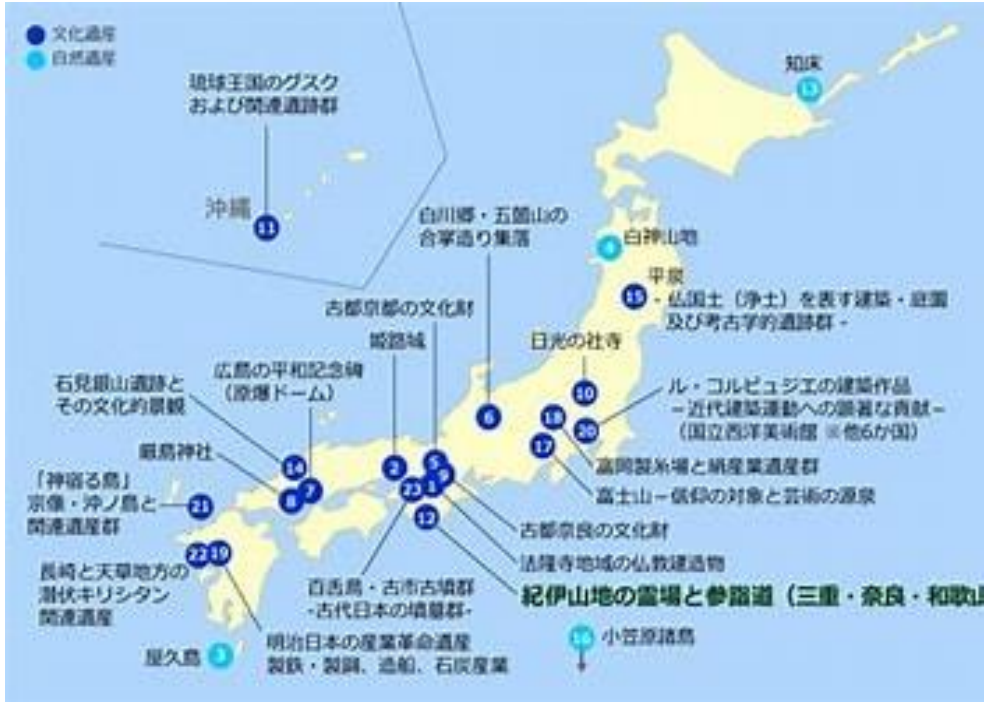 文化遺産
自然遺産
琉球王国のグスク
および関連遺跡群
沖縄
11
知床
13
白川郷・五箇山の
合掌造り集落
4
白神山地
平泉
15
- 仏国土（浄土）を表す建築・庭園
及び考古学的遺跡群 -
古都京都の文化財
姫路城
日光の社寺
10
石見銀山遺跡と
その文化的景観
広島の平和記念碑
（原爆ドーム）
ル・コルビュジエの建築作品
－近代建築運動への顕著な貢献－
（国立西洋美術館 ※他6か国）
6
18
20
17
厳島神社
14
7
8
2
5
9
1
23
12
富岡製糸場と絹産業遺産群
富士山－信仰の対象と芸術の源泉
「神宿る島」
宗像・沖ノ島と
関連遺産群
21
古都奈良の文化財
法隆寺地域の仏教建造物
22
19
長崎と天草地方の
潜伏キリシタン
関連遺産
百舌鳥・古市古墳群
-古代日本の墳墓群-
紀伊山地の霊場と参詣道（三重・奈良・和歌山
屋久島
3
明治日本の産業革命遺産
製鉄・製鋼、造船、石炭産業
16
小笠原諸島